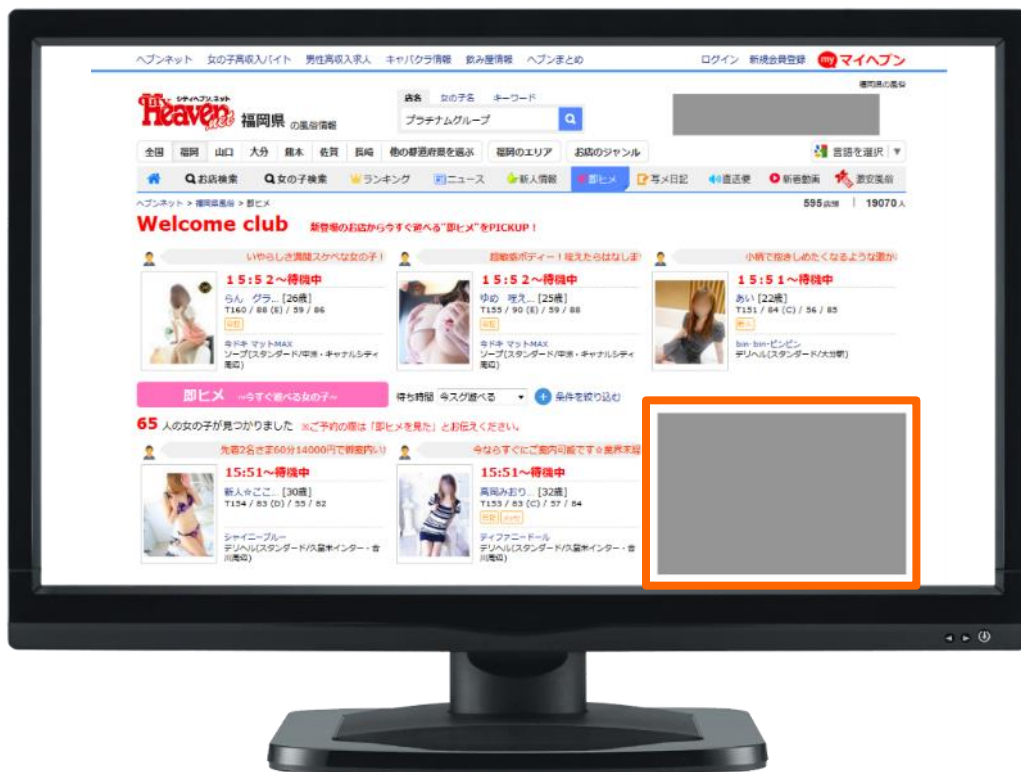 ヘブンネット 女の子高収入バイト 男性高収入求人 キャバクラ情報 飲み屋情報 ヘブンまとめ ログイン 新規会員登録 my マイヘブン
福岡県の風俗
シティヘブンネット
City Heaven.net 福岡県 の風俗情報
店名 女の子名 キーワード
プラチナムグループ
全国 福岡 山口 大分 熊本 佐賀 長崎 他の都道府県を選ぶ 福岡のエリア お店のジャンル 言語を選択 ▼
お店検索 女の子検索 ランキング ニュース 新人情報 即ヒメ 写メ日記 直送便 新着動画 激安風俗
ヘブンネット > 福岡県風俗 > 即ヒメ 595店舗 | 19070人
Welcome club 新登場のお店から今すぐ遊べる"即ヒメ"をPICKUP！
いやらしさ満開スケベな女の子！
15:52～待機中
らん グラ... [26歳]
T160 / 88 (E) / 59 / 86
今ドキ マットMAX
ソープ(スタンダード/中洲・キャナルシティ
周辺)
超敏感ボディー！咥えたらはなしま
15:52～待機中
ゆめ 咥え... [25歳]
T155 / 90 (E) / 59 / 88
今ドキ マットMAX
ソープ(スタンダード/中洲・キャナルシティ
周辺)
小柄で抱きしめたくなるような激か
15:51～待機中
あい [22歳]
T151 / 84 (C) / 56 / 85
新人
bin-bin-ビンビン
デリヘル(スタンダード/大分駅)
即ヒメ ～今すぐ遊べる女の子～ 待ち時間 今スグ遊べる ▼ + 条件を絞り込む
65 人の女の子が見つかりました ※ご予約の際は「即ヒメを見た」とお伝えください。
先着2名さま60分14000円で御案内い
15:51～待機中
新人☆ここ... [30歳]
T154 / 83 (D) / 55 / 82
シャイニーブルー
デリヘル(スタンダード/久留米インター・合
川周辺)
今ならすぐにご案内可能です☆業界未経
15:51～待機中
高岡みおり... [32歳]
T153 / 83 (C) / 57 / 84
ティファニードール
デリヘル(スタンダード/久留米インター・合
川周辺)